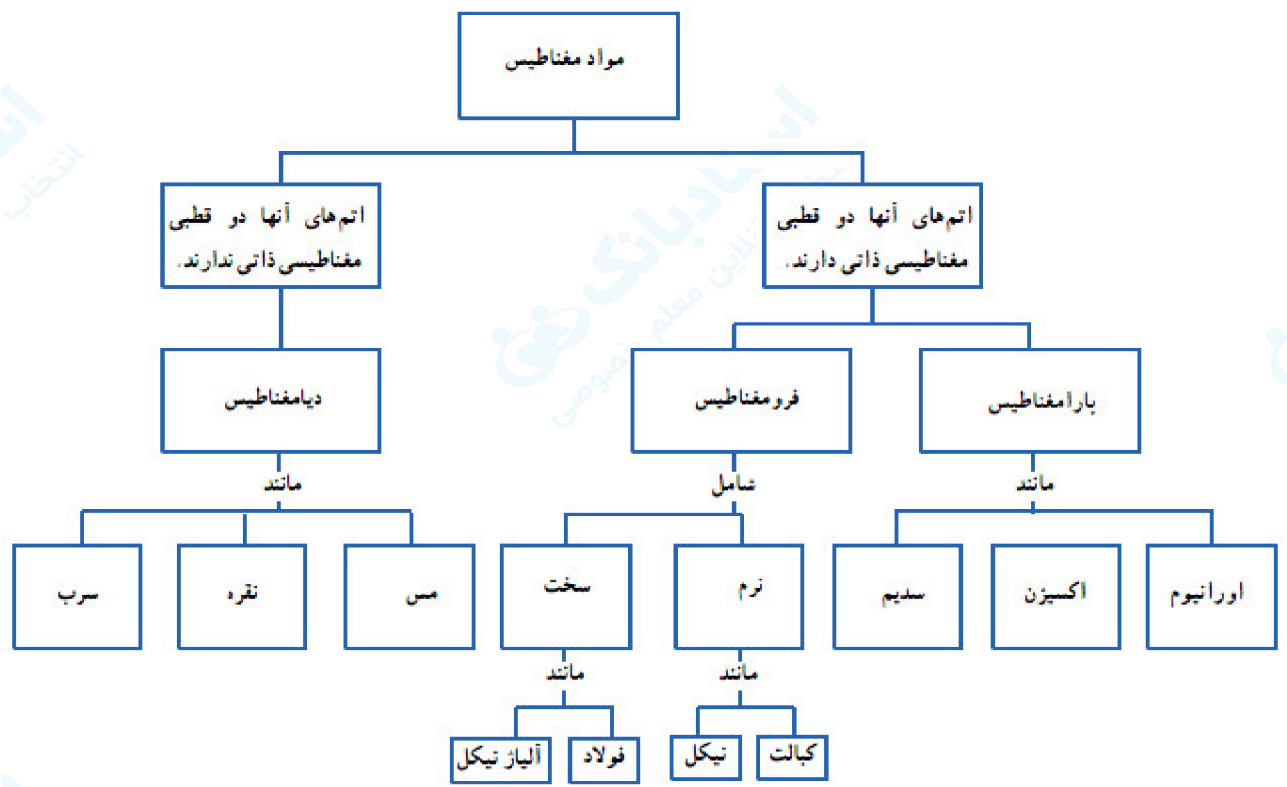 مواد مغناطیس
اتم‌های آنها دو قطبی
مغناطیسی ذاتی دارند.
اتم‌های آنها دو قطبی
مغناطیسی ذاتی ندارند.
پارامغناطیس
فرومغناطیس
دیامغناطیس
مانند
شامل
مانند
اورانیوم
اکسیژن
سدیم
نرم
سخت
مس
نقره
سرب
مانند
مانند
کبالت
نیکل
فولاد
آلیاژ نیکل
استادبانک
انتخاب